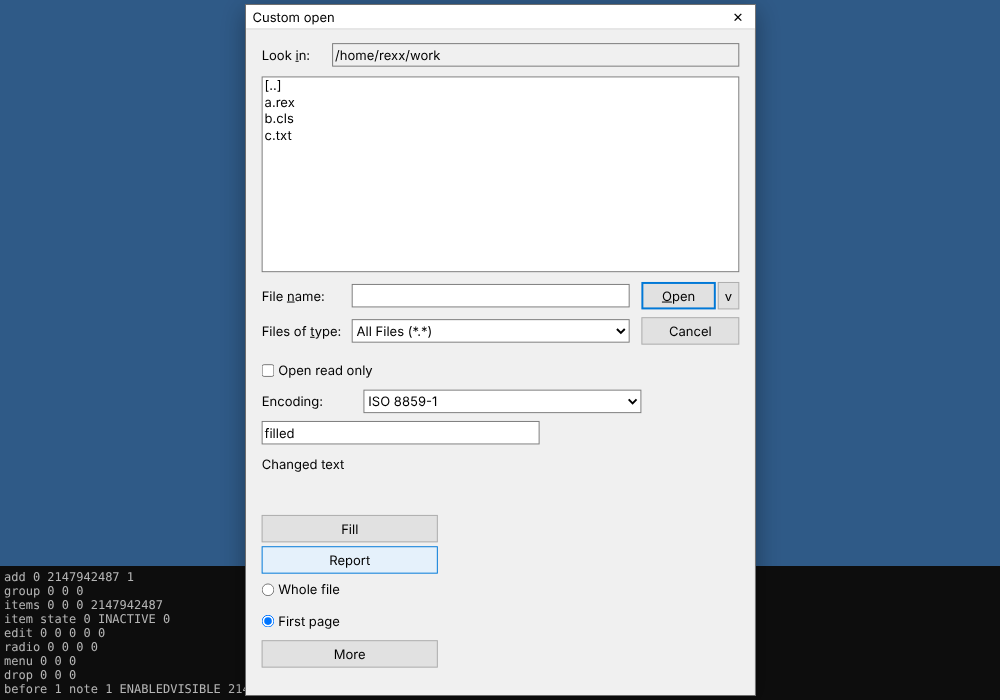 Custom open
Look in:
/home/rexx/work
[..]
a.rex
b.cls
c.txt
File name:
Open
v
Files of type:
All Files (*.*)
Cancel
Open read only
Encoding:
ISO 8859-1
filled
Changed text
Fill
Report
Whole file
First page
More
add 0 2147942487 1
group 0 0 0
items 0 0 0 2147942487
item state 0 INACTIVE 0
edit 0 0 0 0 0
radio 0 0 0 0
menu 0 0 0
drop 0 0 0
before 1 note 1 ENABLEDVISIBLE